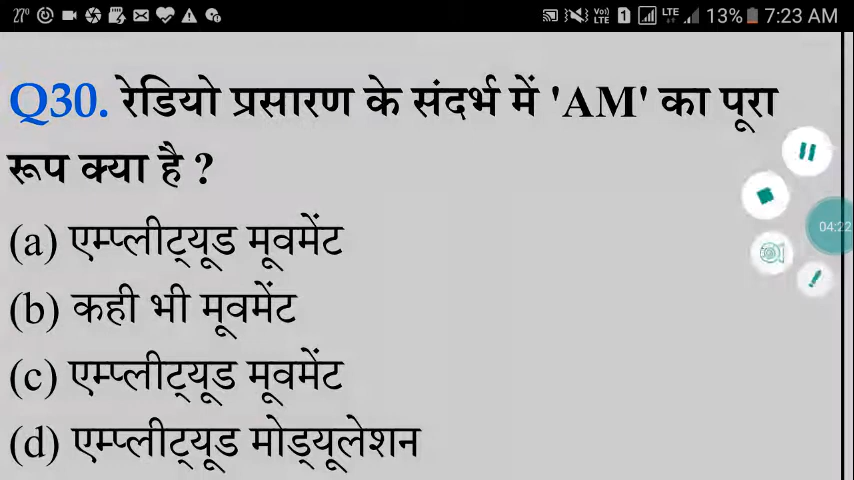 27° LTE 13% 7:23 AM
Q30. रेडियो प्रसारण के संदर्भ में 'AM' का पूरा
रूप क्या है ?
(a) एम्प्लीट्यूड मूवमेंट
(b) कही भी मूवमेंट
(c) एम्प्लीट्यूड मूवमेंट
(d) एम्प्लीट्यूड मोड्यूलेशन
04:22